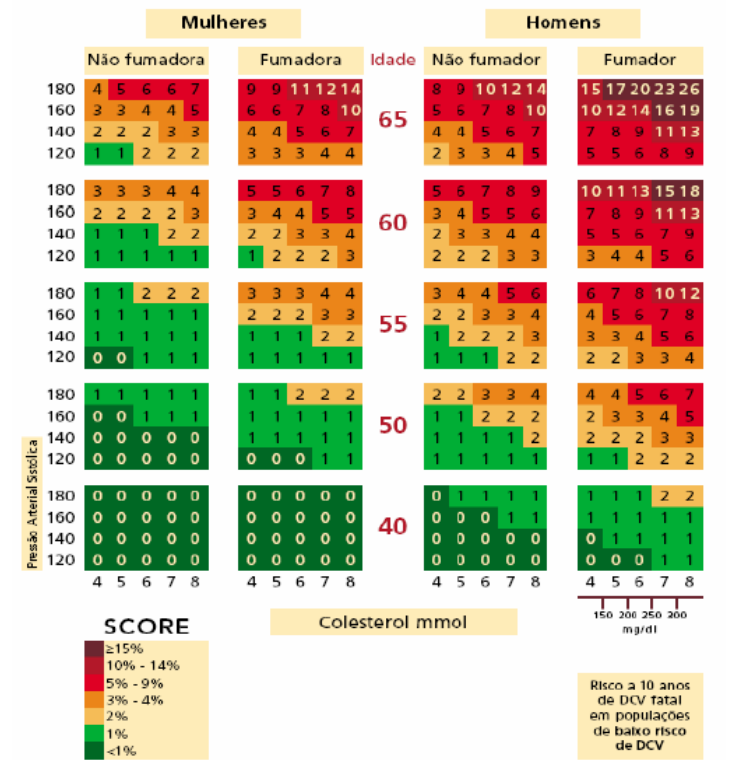 Mulheres Homens
Não fumadora Fumadora Idade Não fumador Fumador
180 4 5 6 6 7 9 9 11 12 14 8 9 10 12 14 15 17 20 23 26
160 3 3 4 4 5 6 6 7 8 10 5 6 7 8 10 10 12 14 16 19
65
140 2 2 2 3 3 4 4 5 6 7 4 4 5 6 7 7 8 9 11 13
120 1 1 2 2 2 3 3 3 4 4 2 3 3 4 5 5 5 6 8 9
180 3 3 3 4 4 5 5 6 7 8 5 6 7 8 9 10 11 13 15 18
160 2 2 2 2 3 3 4 4 5 5 3 4 5 5 6 7 8 9 11 13
60
140 1 1 1 2 2 2 2 3 3 4 2 3 3 4 4 5 5 6 7 9
120 1 1 1 1 1 1 2 2 2 3 2 2 2 3 3 3 4 4 5 6
180 1 1 2 2 2 3 3 3 4 4 3 4 4 5 6 6 7 8 10 12
160 1 1 1 1 1 2 2 2 3 3 2 2 3 3 4 4 5 6 7 8
55
140 1 1 1 1 1 1 1 1 2 2 1 2 2 2 3 3 3 4 5 6
120 0 0 1 1 1 1 1 1 1 1 1 1 1 2 2 2 2 3 3 4
180 1 1 1 1 1 1 1 2 2 2 2 2 3 3 4 4 4 5 6 7
160 0 0 1 1 1 1 1 1 1 1 1 1 2 2 2 2 3 3 4 5
50
140 0 0 0 0 0 1 1 1 1 1 1 1 1 1 2 2 2 2 3 3
120 0 0 0 0 0 0 0 0 1 1 1 1 1 1 1 1 1 2 2 2
180 0 0 0 0 0 0 0 0 0 0 0 1 1 1 1 1 1 1 2 2
160 0 0 0 0 0 0 0 0 0 0 0 0 0 1 1 1 1 1 1 1
40
140 0 0 0 0 0 0 0 0 0 0 0 0 0 0 0 0 1 1 1 1
120 0 0 0 0 0 0 0 0 0 0 0 0 0 0 0 0 0 0 1 1
Pressão Arterial Sistólica
4 5 6 7 8 4 5 6 7 8 4 5 6 7 8 4 5 6 7 8
150 200 250 300
mg/dl
Colesterol mmol
SCORE
≥15%
10% - 14%
5% - 9%
3% - 4%
2%
1%
<1%
Risco a 10 anos
de DCV fatal
em populações
de baixo risco
de DCV